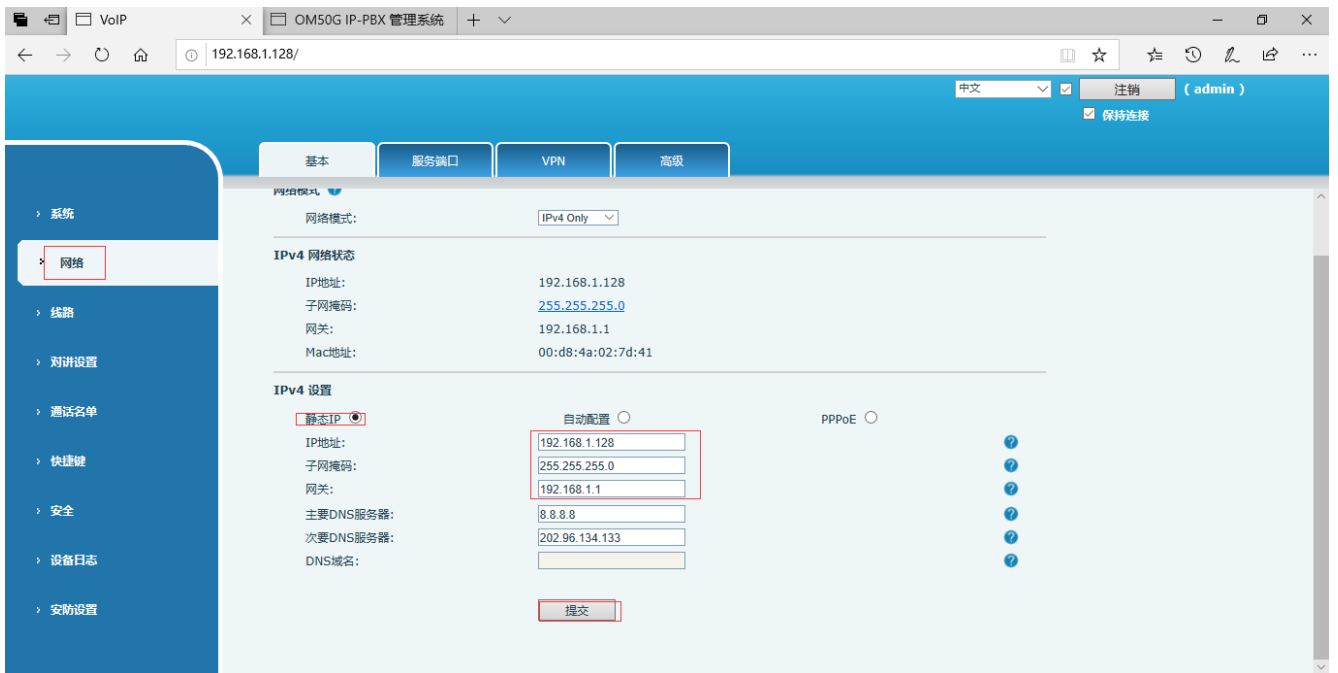 VoIP
OM50G IP-PBX 管理系统
192.168.1.128/
中文
注销
( admin )
保持连接
基本
服务端口
VPN
高级
系统
网络
线路
对讲设置
通话名单
快捷键
安全
设备日志
安防设置
网络模式
网络模式:
IPv4 Only
IPv4 网络状态
IP地址:
192.168.1.128
子网掩码:
255.255.255.0
网关:
192.168.1.1
Mac地址:
00:d8:4a:02:7d:41
IPv4 设置
静态IP
自动配置
PPPoE
IP地址:
192.168.1.128
子网掩码:
255.255.255.0
网关:
192.168.1.1
主要DNS服务器:
8.8.8.8
次要DNS服务器:
202.96.134.133
DNS域名:
提交